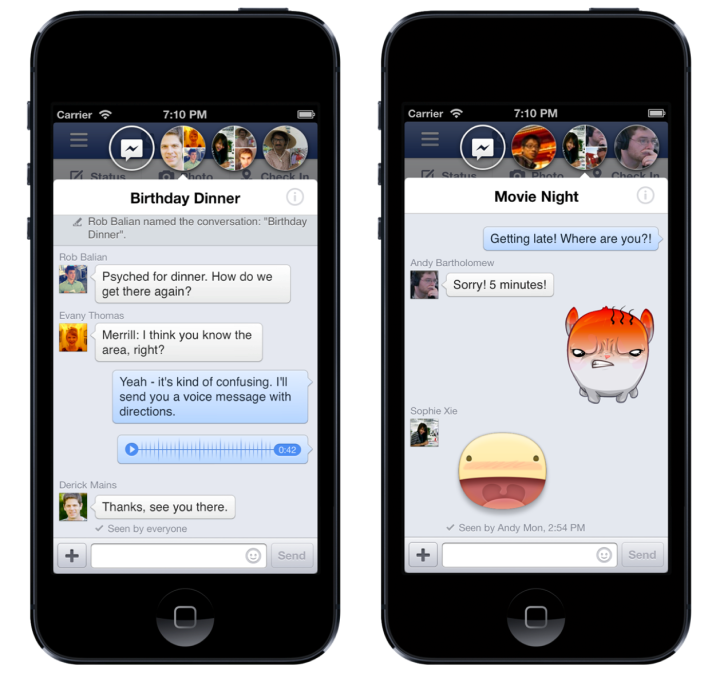 Carrier 7:10 PM
Status Photo Check In
Birthday Dinner
Rob Balian named the conversation: "Birthday
Dinner".
Rob Balian
Psyched for dinner. How do we
get there again?
Evany Thomas
Merrill: I think you know the
area, right?
Yeah - it's kind of confusing. I'll
send you a voice message with
directions.
0:42
Derick Mains
Thanks, see you there.
Seen by everyone
Send
Carrier 7:10 PM
Status Photo Check In
Movie Night
Getting late! Where are you?!
Andy Bartholomew
Sorry! 5 minutes!
Sophie Xie
Seen by Andy Mon, 2:54 PM
Send